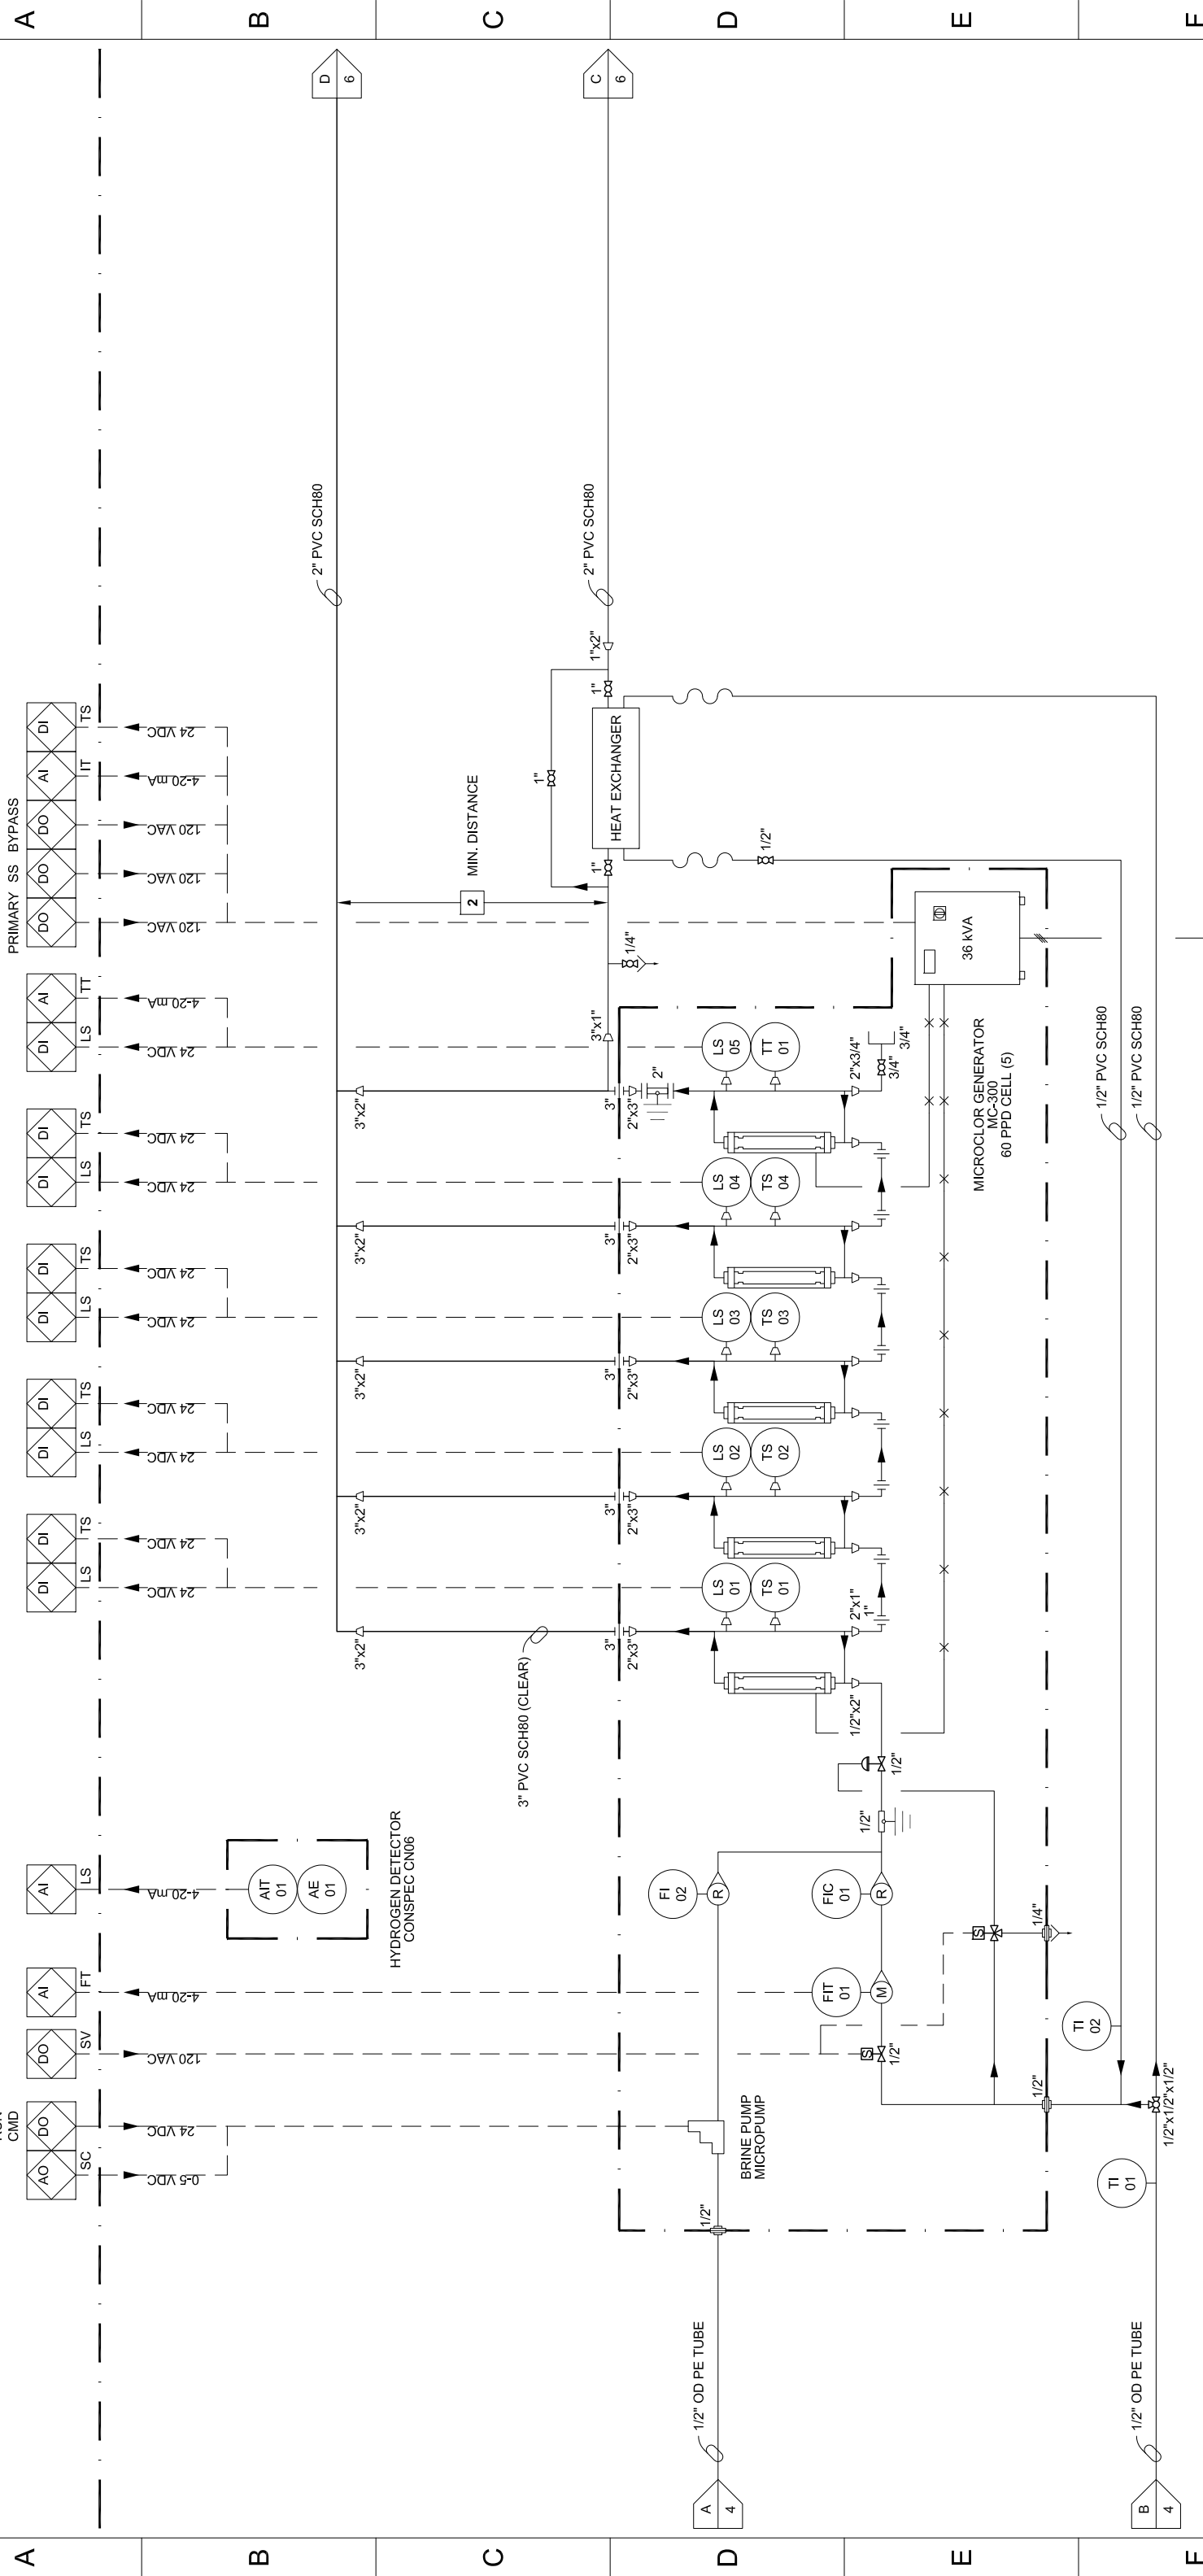 A
B
C
D
E
F
D
6
C
6
2" PVC SCH80
2" PVC SCH80
1"x2"
1"
1"
1"
HEAT EXCHANGER
1/2"
MIN. DISTANCE
2
1/4"
3"x1"
PRIMARY SS BYPASS
DI
TS
24 VDC
AI
IT
4-20 mA
DO
120 VAC
DO
120 VAC
DO
120 VAC
AI
TT
4-20 mA
DI
LS
24 VDC
DI
TS
24 VDC
DI
LS
24 VDC
DI
TS
24 VDC
DI
LS
24 VDC
DI
TS
24 VDC
DI
LS
24 VDC
DI
TS
24 VDC
DI
LS
24 VDC
36 kVA
MICROCLOR GENERATOR
MC-300
60 PPD CELL (5)
1/2" PVC SCH80
1/2" PVC SCH80
3"x2"
3"
2"x3"
2"
LS
05
TT
01
2"x3/4"
3/4"
3/4"
3"x2"
3"
2"x3"
LS
04
TS
04
3"x2"
3"
2"x3"
LS
03
TS
03
3"x2"
3"
2"x3"
LS
02
TS
02
3"x2"
3"
2"x3"
LS
01
TS
01
2"x1"
1"
3" PVC SCH80 (CLEAR)
1/2"x2"
1/2"
1/2"
AI
LS
4-20 mA
AIT
01
AE
01
HYDROGEN DETECTOR
CONSPEC CN06
FI
02
R
FIC
01
R
AI
FT
4-20 mA
FIT
01
M
S
1/4"
DO
SV
120 VAC
S
1/2"
TI
02
CMD
DO
24 VDC
AO
SC
0-5 VDC
BRINE PUMP
MICROPUMP
1/2"
1/2"
1/2"x1/2"x1/2"
TI
01
1/2" OD PE TUBE
1/2" OD PE TUBE
A
4
B
4
A
B
C
D
E
F